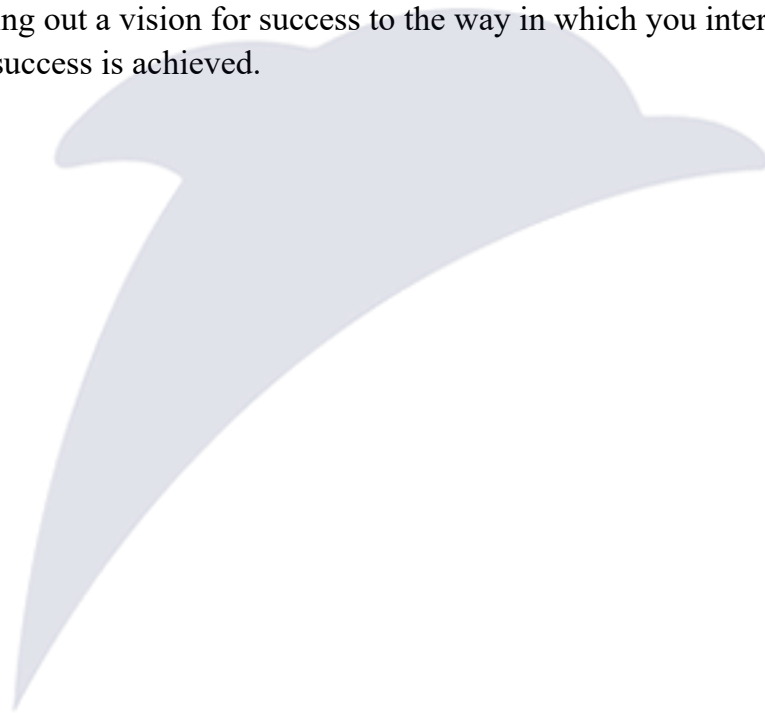 ng out a vision for success to the way in which you inter
success is achieved.